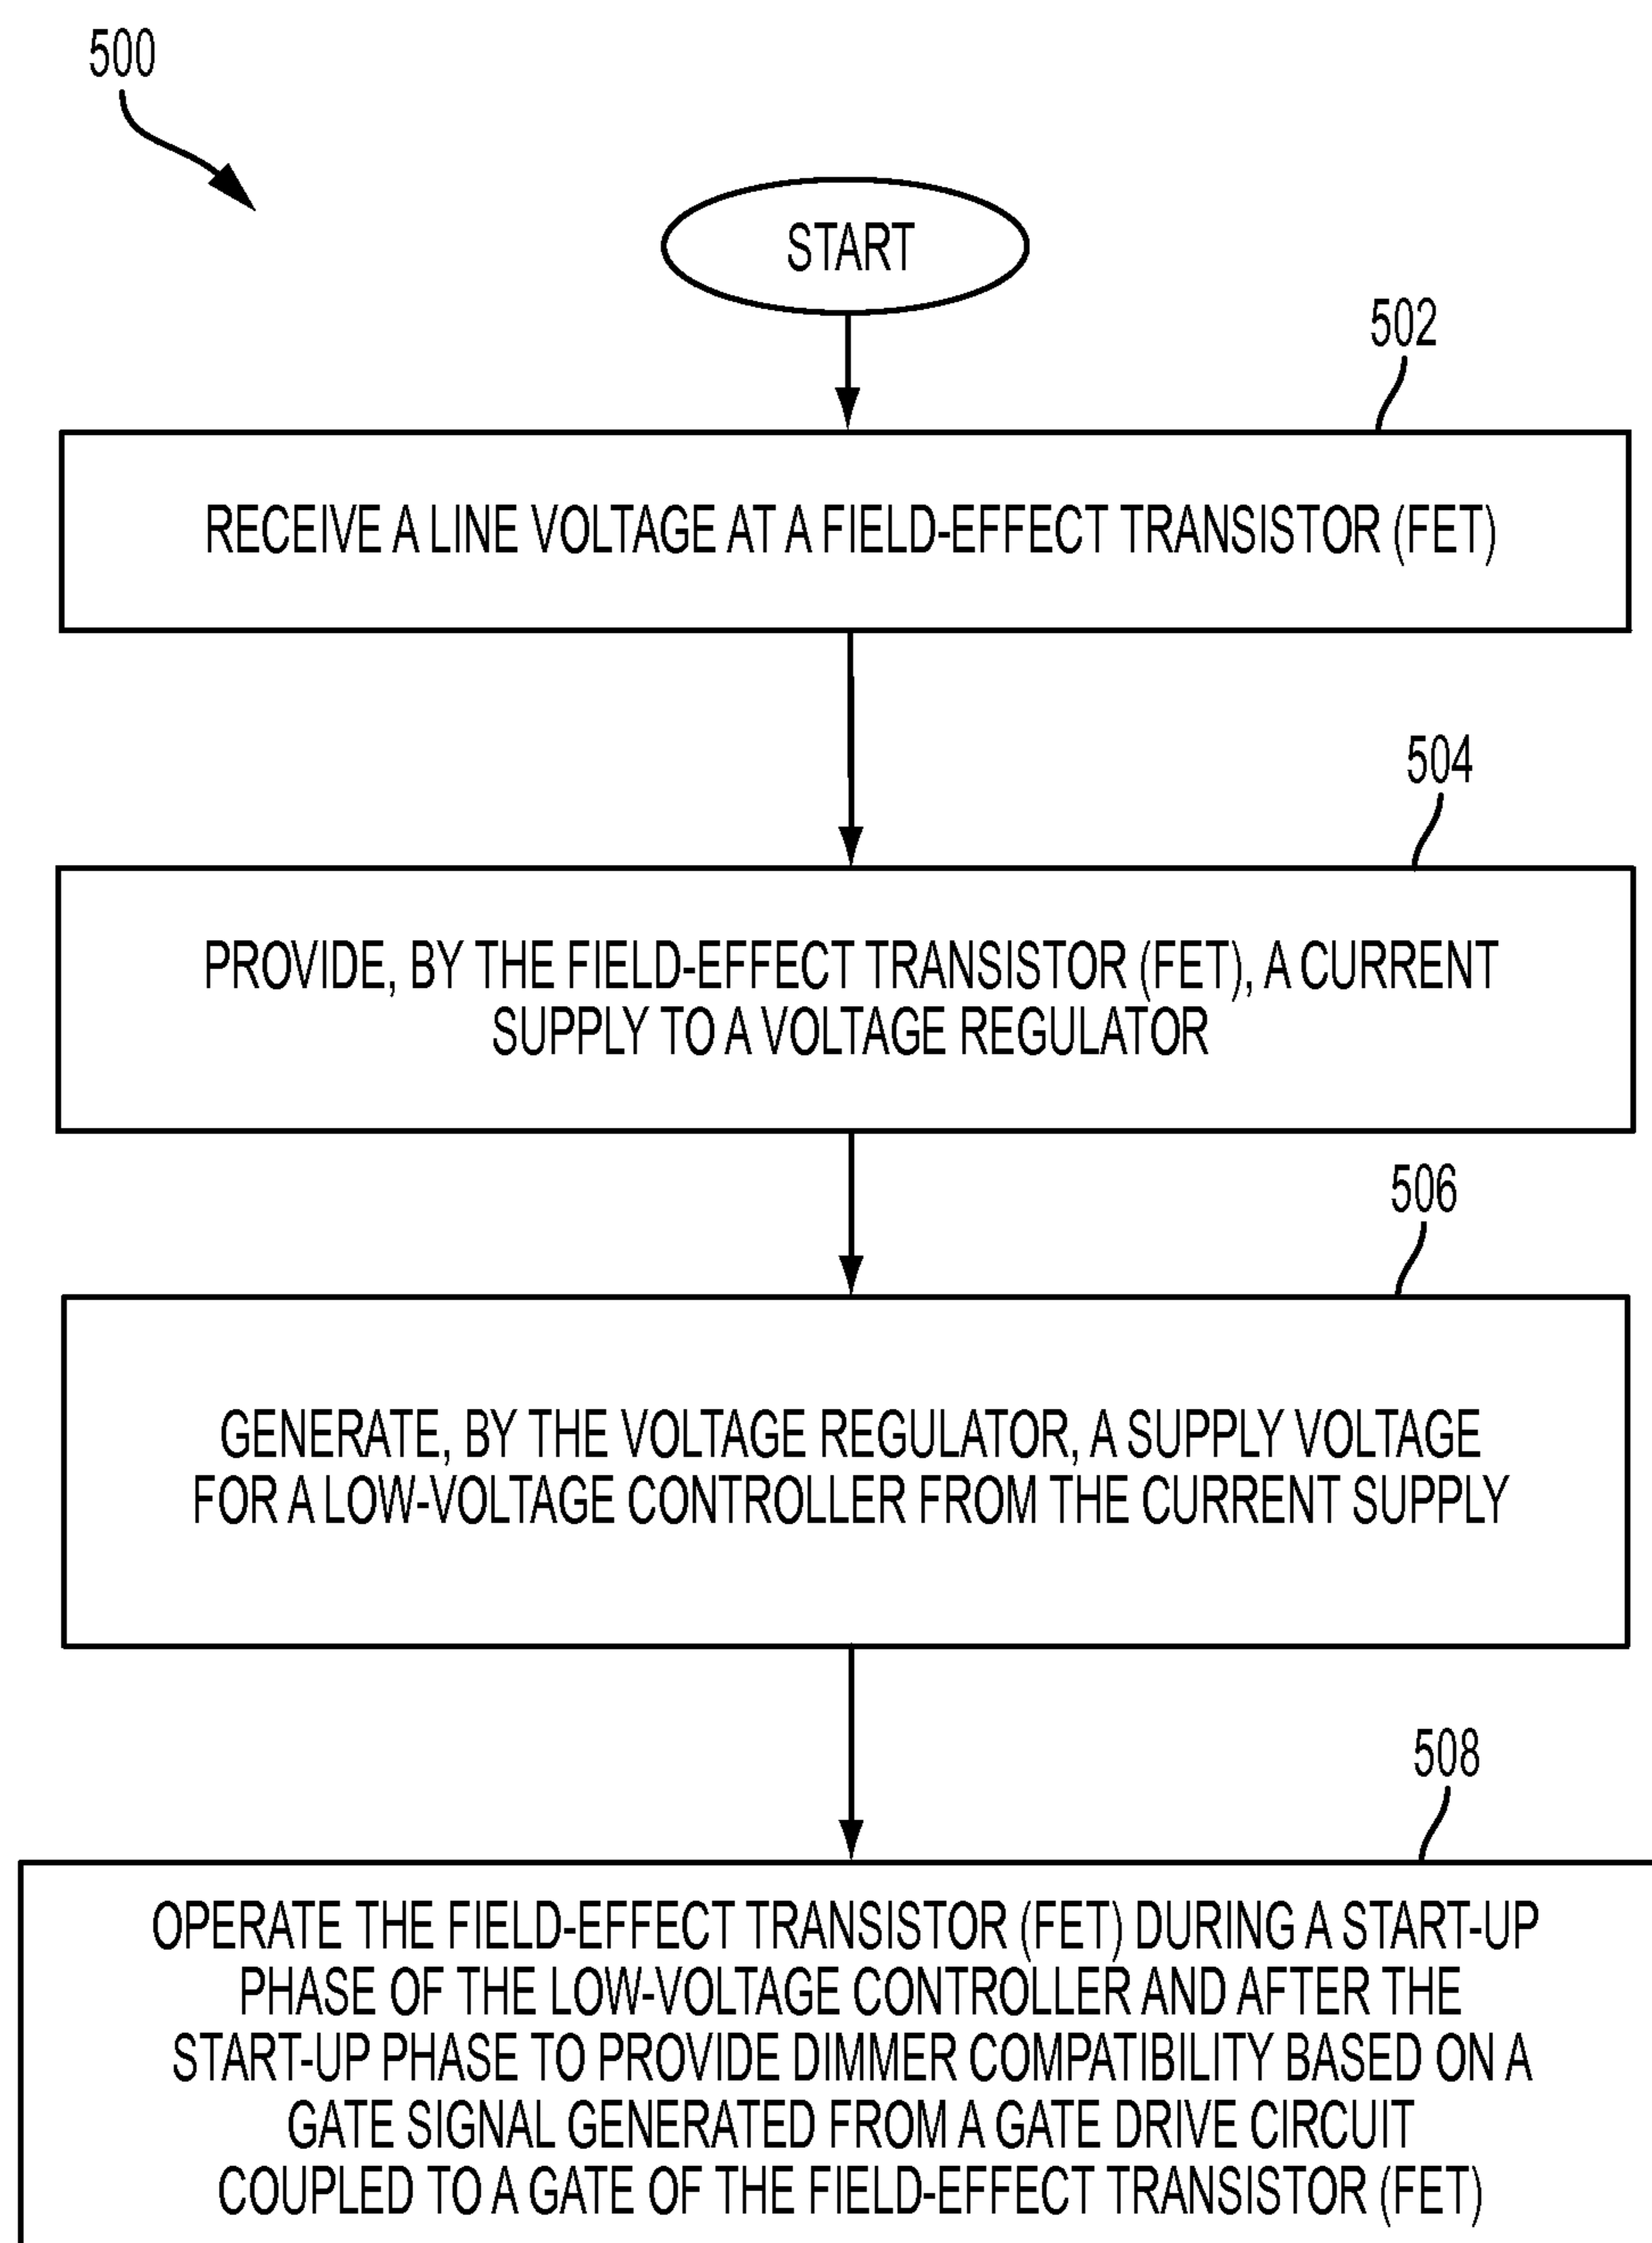 500
START
502
RECEIVE A LINE VOLTAGE AT A FIELD-EFFECT TRANSISTOR (FET)
504
PROVIDE, BY THE FIELD-EFFECT TRANSISTOR (FET), A CURRENT
SUPPLY TO A VOLTAGE REGULATOR
506
GENERATE, BY THE VOLTAGE REGULATOR, A SUPPLY VOLTAGE
FOR A LOW-VOLTAGE CONTROLLER FROM THE CURRENT SUPPLY
508
OPERATE THE FIELD-EFFECT TRANSISTOR (FET) DURING A START-UP
PHASE OF THE LOW-VOLTAGE CONTROLLER AND AFTER THE
START-UP PHASE TO PROVIDE DIMMER COMPATIBILITY BASED ON A
GATE SIGNAL GENERATED FROM A GATE DRIVE CIRCUIT
COUPLED TO A GATE OF THE FIELD-EFFECT TRANSISTOR (FET)